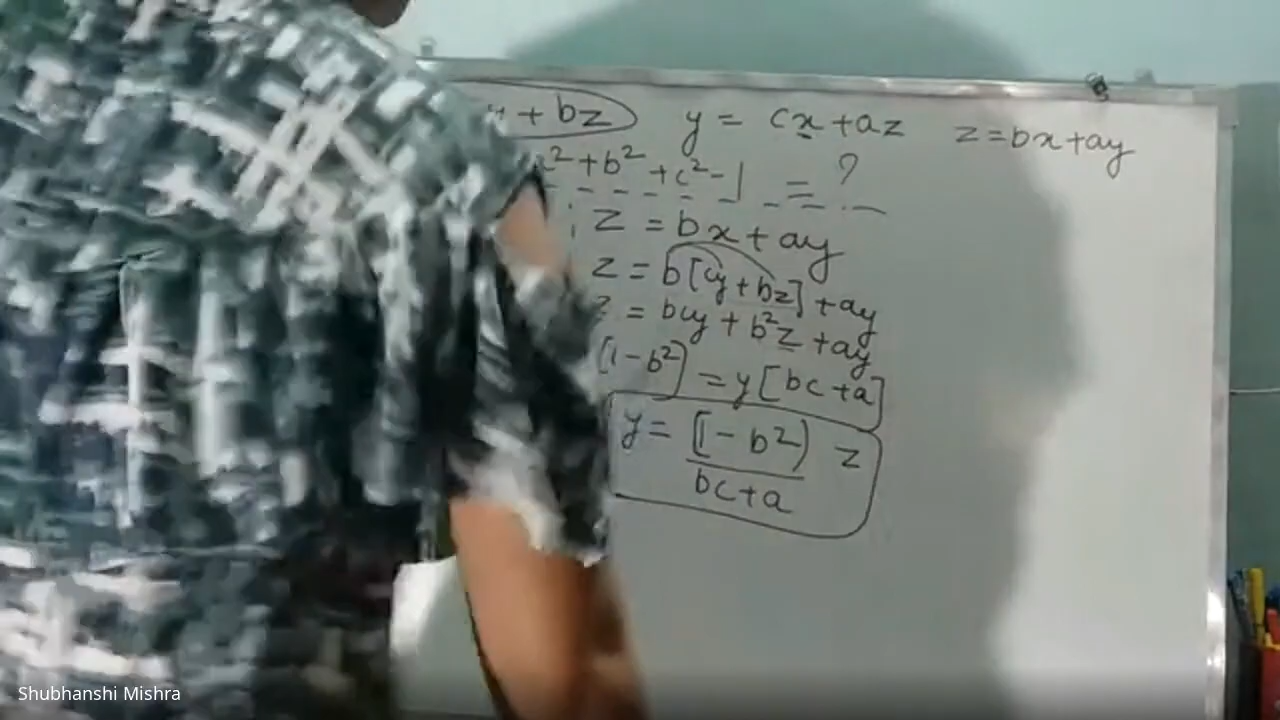 + bz y = cx + az z = bx + ay
a² + b² + c² - 1 = ?
z = bx + ay
z = b[cy + bz] + ay
z = bcy + b²z + ay
(1 - b²) = y[bc + a]
y = (1 - b²) z
bc + a
Shubhanshi Mishra